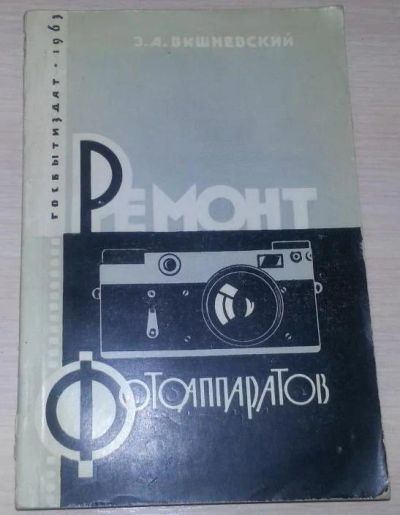 Э.А.ВИШНЕВСКИЙ
ГОСБЫТИЗДАТ · 1963
РЕМОНТ
ФОТОАППАРАТОВ